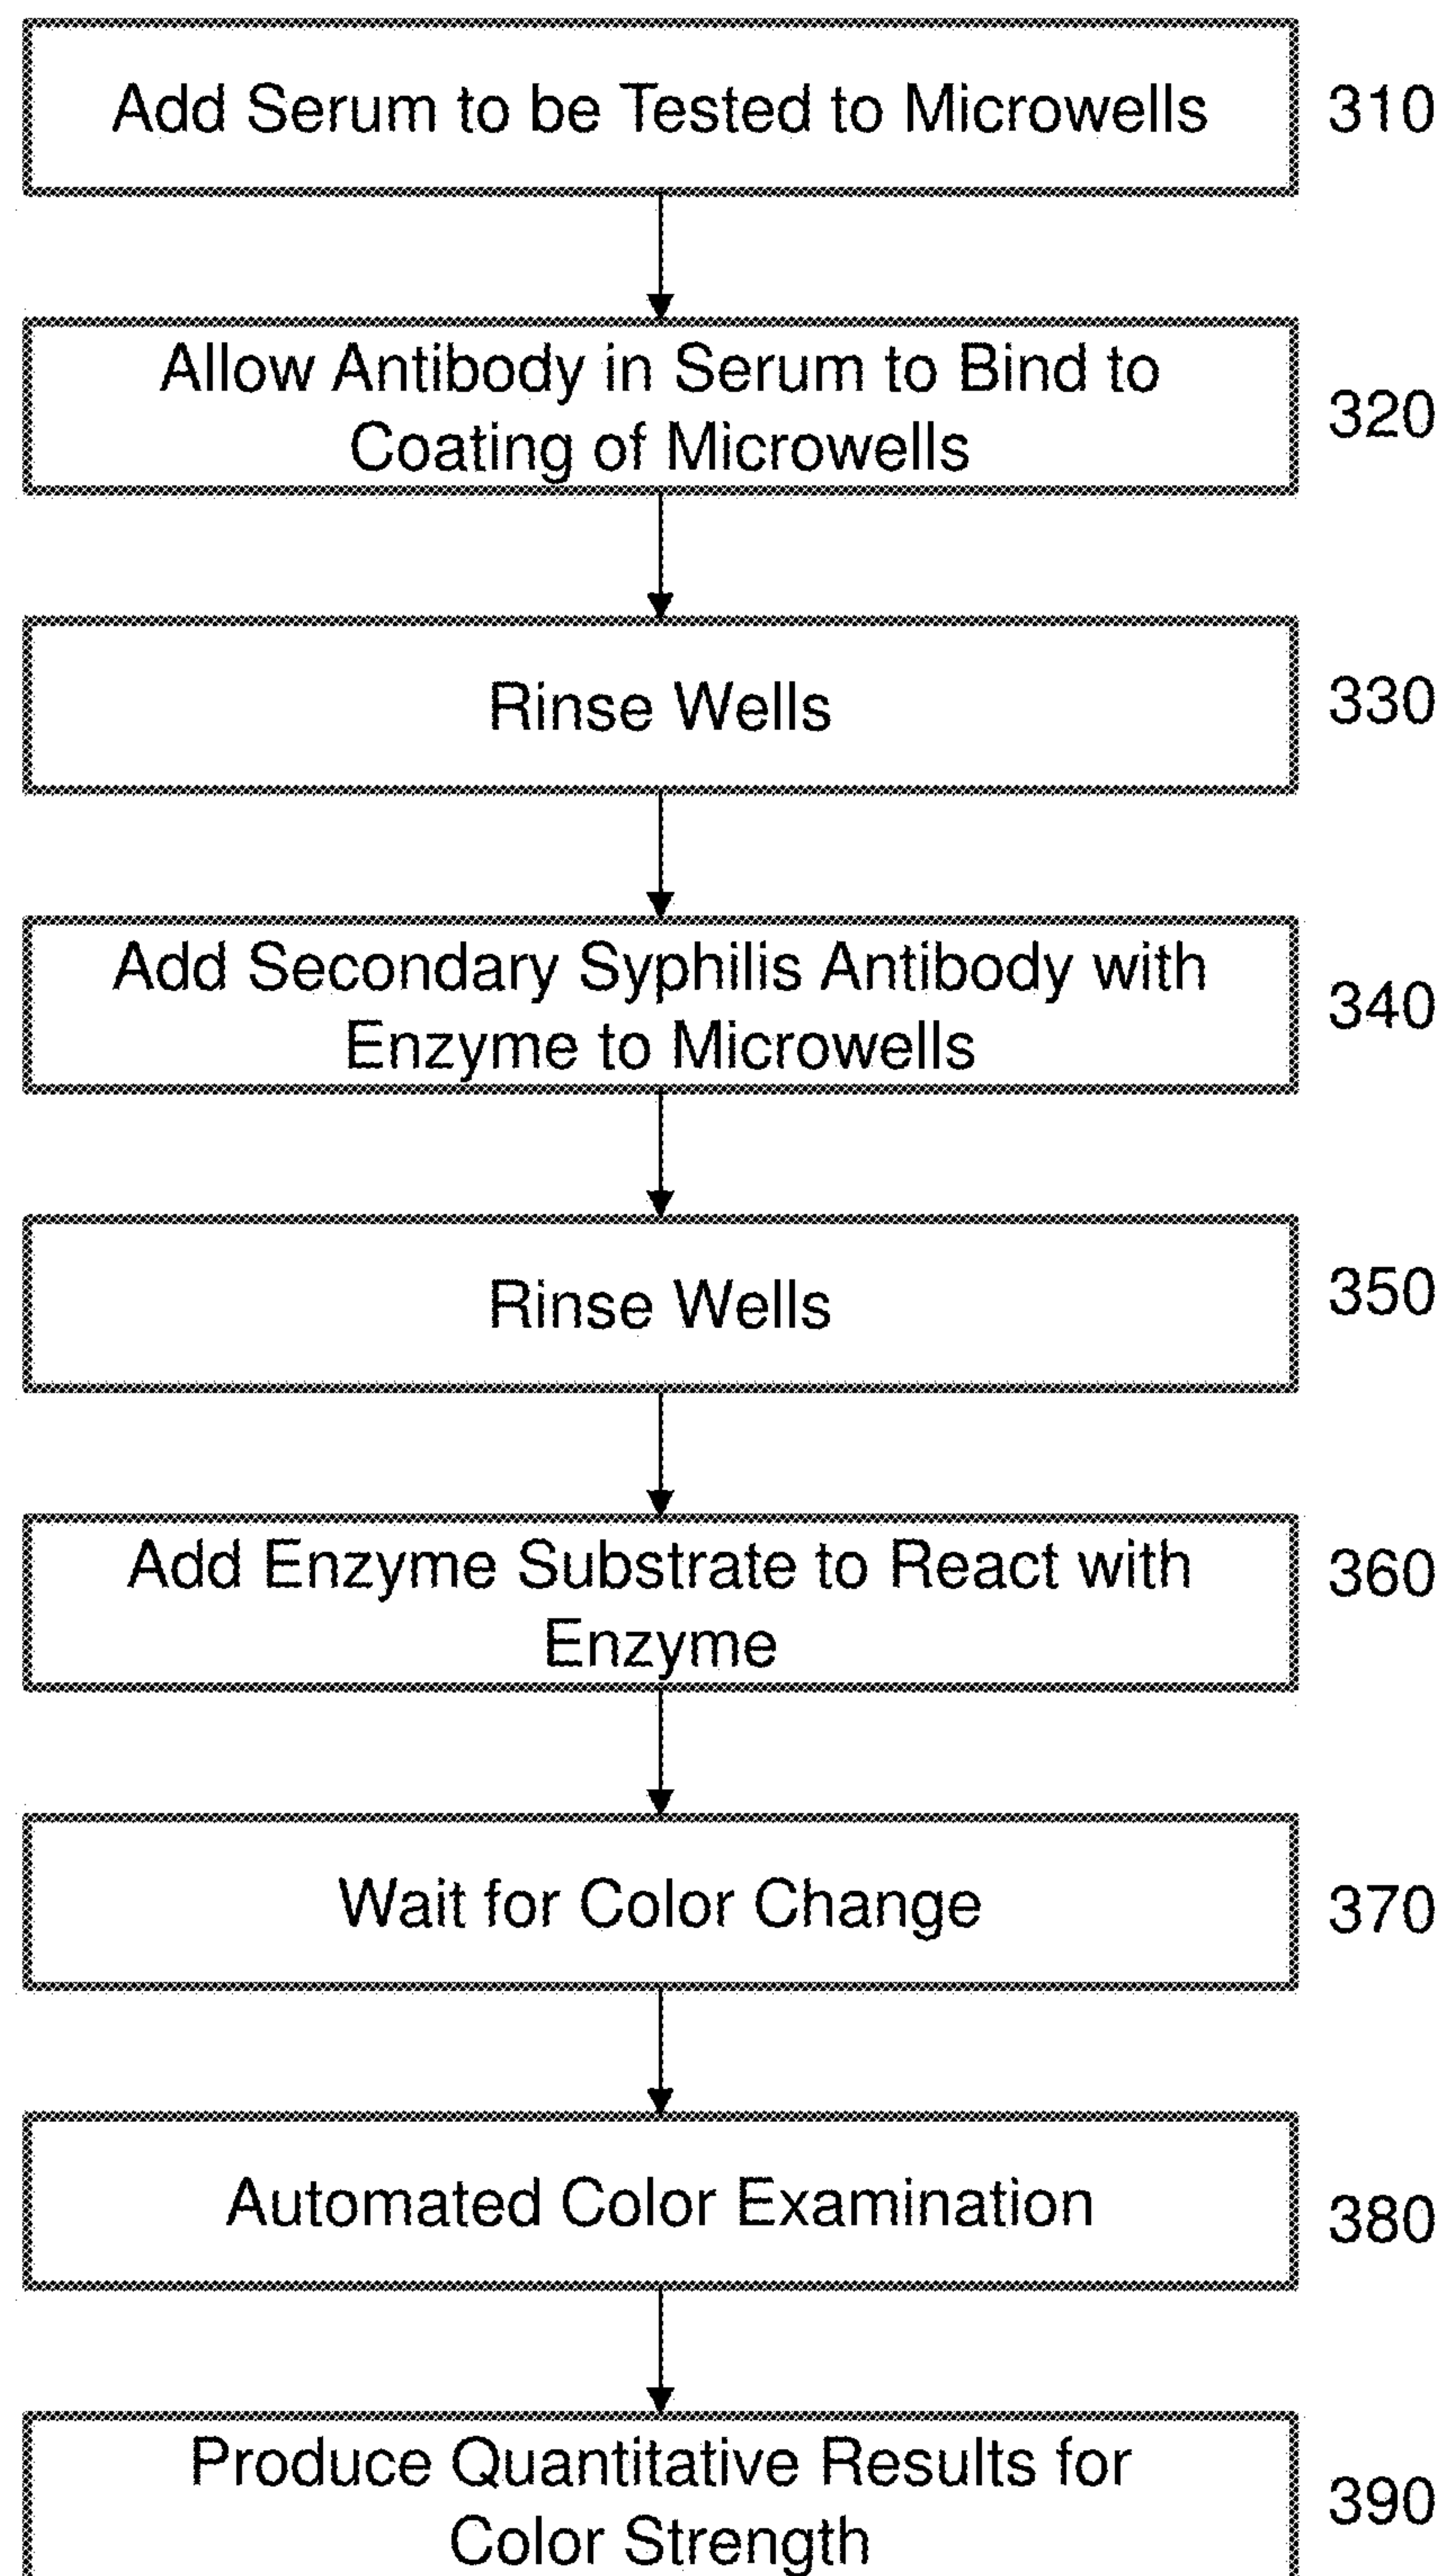 Add Serum to be Tested to Microwells 310
Allow Antibody in Serum to Bind to
Coating of Microwells
320
Rinse Wells 330
Add Secondary Syphilis Antibody with
Enzyme to Microwells
340
Rinse Wells 350
Add Enzyme Substrate to React with
Enzyme
360
Wait for Color Change 370
Automated Color Examination 380
Produce Quantitative Results for
Color Strength
390